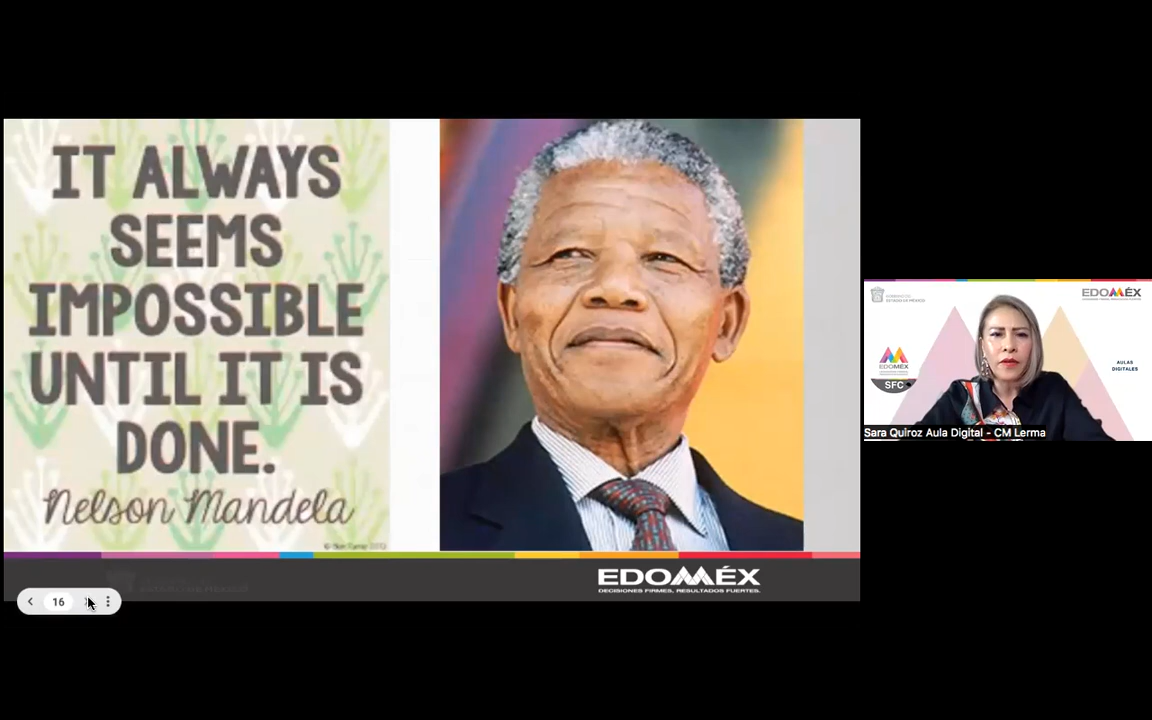 IT ALWAYS
SEEMS
IMPOSSIBLE
UNTIL IT IS
DONE.
Nelson Mandela
EDOMÉX
DECISIONES FIRMES, RESULTADOS FUERTES.
16
EDOMÉX
EDOMÉX
SFC
AULAS
DIGITALES
Sara Quiroz Aula Digital - CM Lerma